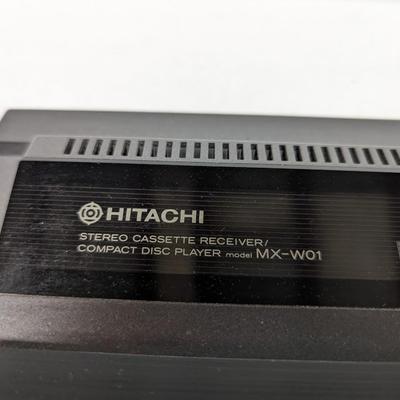 HITACHI
STEREO CASSETTE RECEIVER/
COMPACT DISC PLAYER model MX-W01